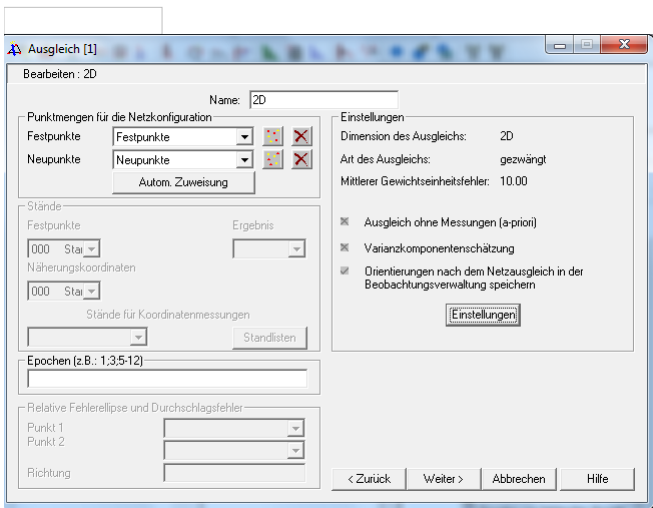 Ausgleich [1]
Bearbeiten : 2D
Name: 2D
Punktmengen für die Netzkonfiguration
Festpunkte Festpunkte
Neupunkte Neupunkte
Autom. Zuweisung
Stände
Festpunkte Ergebnis
000 Star
Näherungskoordinaten
000 Star
Stände für Koordinatenmessungen
Standlisten
Epochen (z.B.: 1;3;5-12)
Relative Fehlerellipse und Durchschlagsfehler
Punkt 1
Punkt 2
Richtung
Einstellungen
Dimension des Ausgleichs: 2D
Art des Ausgleichs: gezwängt
Mittlerer Gewichtseinheitsfehler: 10.00
Ausgleich ohne Messungen (a-priori)
Varianzkomponentenschätzung
Orientierungen nach dem Netzausgleich in der
Beobachtungsverwaltung speichern
Einstellungen
< Zurück Weiter > Abbrechen Hilfe